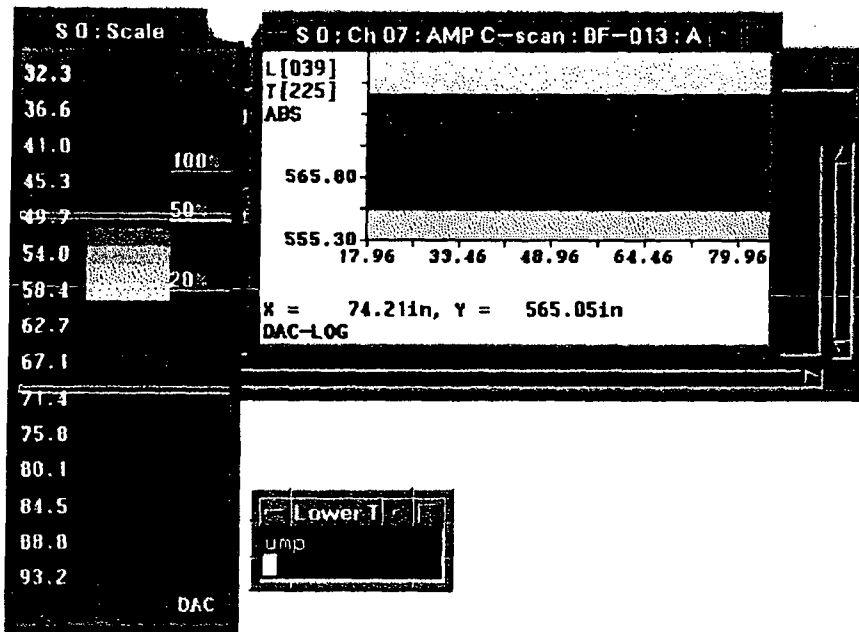 S 0 : Scale
32.3
36.6
41.0
100%
45.3
49.7
50%
54.0
58.4
20%
62.7
67.1
71.4
75.8
80.1
84.5
88.8
93.2
DAC
S 0 : Ch 07 : AMP C-scan : BF-013 : A
L[039]
T[225]
ABS
565.80
555.30
17.96 33.46 48.96 64.46 79.96
X = 74.21in, Y = 565.05in
DAC-LOG
Lower T
ump